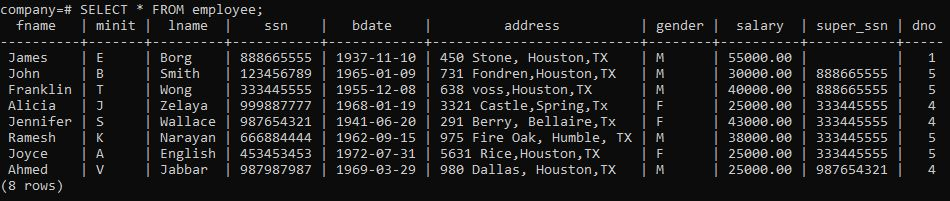 company=# SELECT * FROM employee;
fname | minit | lname | ssn | bdate | address | gender | salary | super_ssn | dno
----------+-------+---------+-----------+------------+-------------------------+--------+----------+-----------+-----
James | E | Borg | 888665555 | 1937-11-10 | 450 Stone, Houston,TX | M | 55000.00 | | 1
John | B | Smith | 123456789 | 1965-01-09 | 731 Fondren,Houston,TX | M | 30000.00 | 888665555 | 5
Franklin | T | Wong | 333445555 | 1955-12-08 | 638 voss,Houston,TX | M | 40000.00 | 888665555 | 5
Alicia | J | Zelaya | 999887777 | 1968-01-19 | 3321 Castle,Spring,Tx | F | 25000.00 | 333445555 | 4
Jennifer | S | Wallace | 987654321 | 1941-06-20 | 291 Berry, Bellaire,Tx | F | 43000.00 | 333445555 | 4
Ramesh | K | Narayan | 666884444 | 1962-09-15 | 975 Fire Oak, Humble, TX | M | 38000.00 | 333445555 | 5
Joyce | A | English | 453453453 | 1972-07-31 | 5631 Rice,Houston,TX | F | 25000.00 | 333445555 | 5
Ahmed | V | Jabbar | 987987987 | 1969-03-29 | 980 Dallas, Houston,TX | M | 25000.00 | 987654321 | 4
(8 rows)